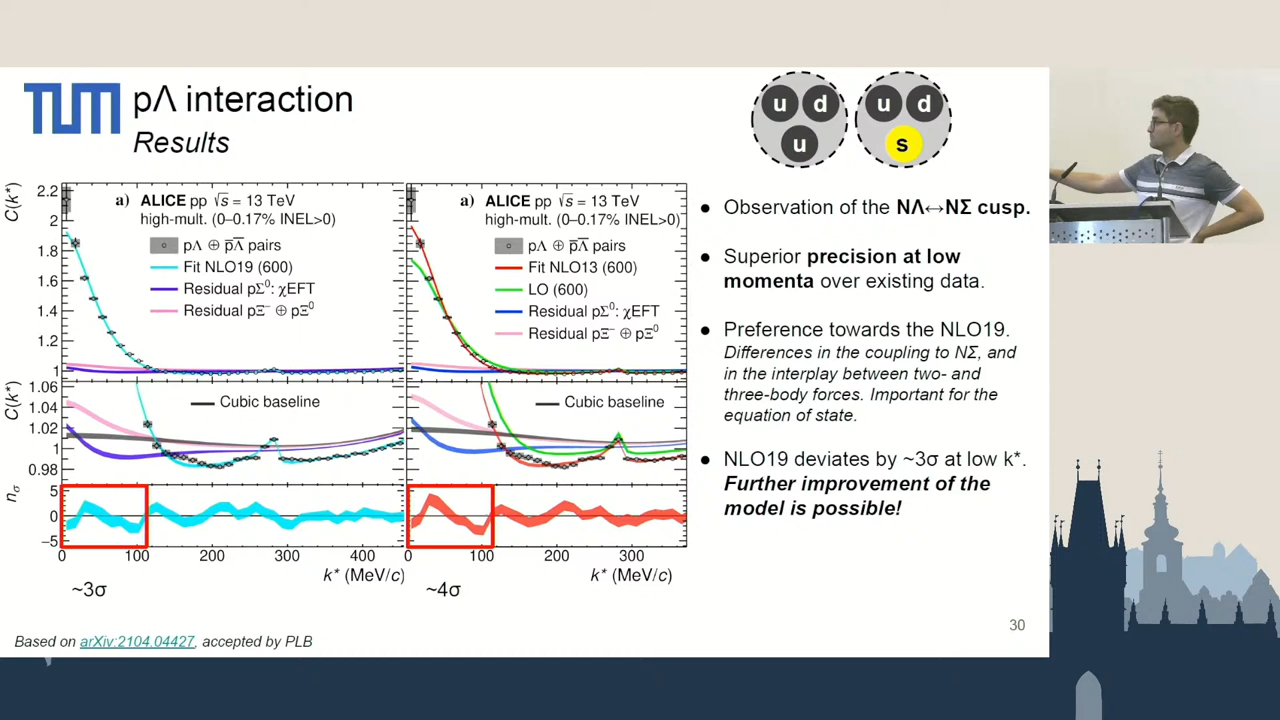 TUM
pΛ interaction
Results
u d
u
u d
s
C(k*)
2.2
2
1.8
1.6
1.4
1.2
1
a) ALICE pp √s = 13 TeV
high-mult. (0–0.17% INEL>0)
pΛ ⊕ p̅Λ̅ pairs
Fit NLO19 (600)
Residual pΣ⁰: χEFT
Residual pΞ⁻ ⊕ pΞ⁰
C(k*)
1.06
1.04
1.02
1
0.98
Cubic baseline
nσ
5
0
−5
0 100 200 300 400
k* (MeV/c)
~3σ
a) ALICE pp √s = 13 TeV
high-mult. (0–0.17% INEL>0)
pΛ ⊕ p̅Λ̅ pairs
Fit NLO13 (600)
LO (600)
Residual pΣ⁰: χEFT
Residual pΞ⁻ ⊕ pΞ⁰
Cubic baseline
0 100 200 300
k* (MeV/c)
~4σ
● Observation of the NΛ↔NΣ cusp.
● Superior precision at low
momenta over existing data.
● Preference towards the NLO19.
Differences in the coupling to NΣ, and
in the interplay between two- and
three-body forces. Important for the
equation of state.
● NLO19 deviates by ~3σ at low k*.
Further improvement of the
model is possible!
30
Based on arXiv:2104.04427, accepted by PLB